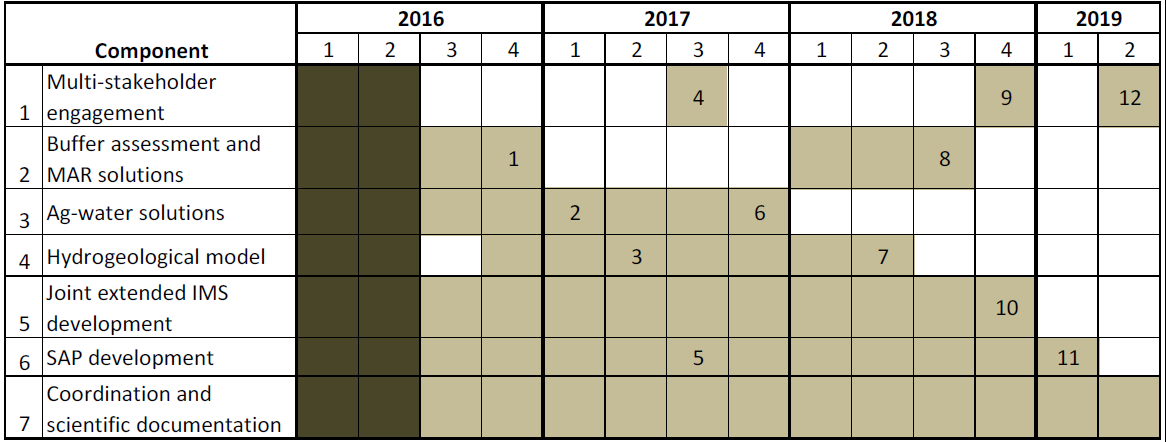 2016 2017 2018 2019
Component 1 2 3 4 1 2 3 4 1 2 3 4 1 2
Multi-stakeholder
1 engagement 4 9 12
Buffer assessment and
2 MAR solutions 1 8
3 Ag-water solutions 2 6
4 Hydrogeological model 3 7
Joint extended IMS
5 development 10
6 SAP development 5 11
Coordination and
7 scientific documentation